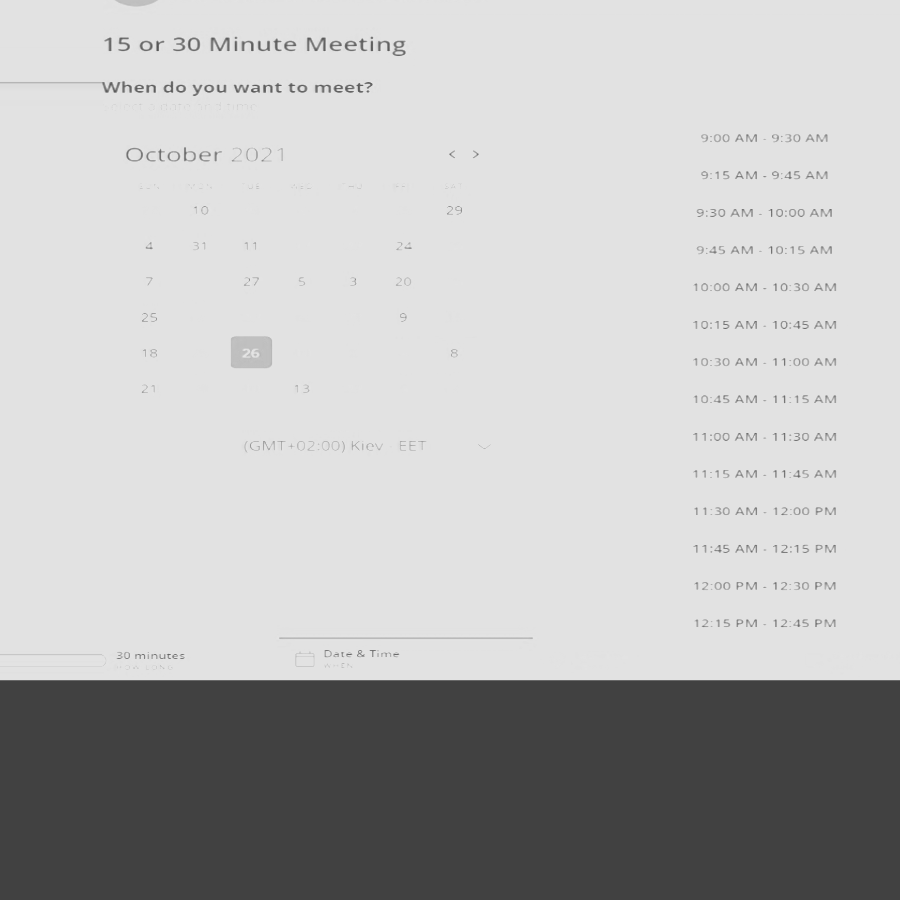 15 or 30 Minute Meeting
When do you want to meet?
Select a date and time
October 2021 < >
SUN MON TUE WED THU FRI SAT
10 29
4 31 11 24
7 27 5 3 20
25 9
18 26 8
21 13
(GMT+02:00) Kiev EET
9:00 AM - 9:30 AM
9:15 AM - 9:45 AM
9:30 AM - 10:00 AM
9:45 AM - 10:15 AM
10:00 AM - 10:30 AM
10:15 AM - 10:45 AM
10:30 AM - 11:00 AM
10:45 AM - 11:15 AM
11:00 AM - 11:30 AM
11:15 AM - 11:45 AM
11:30 AM - 12:00 PM
11:45 AM - 12:15 PM
12:00 PM - 12:30 PM
12:15 PM - 12:45 PM
30 minutes
HOW LONG
Date & Time
WHEN